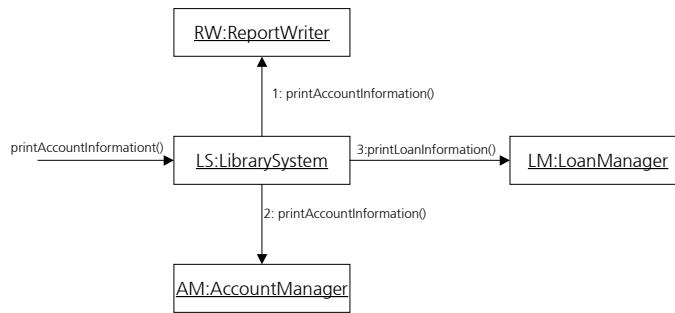 RW:ReportWriter
1: printAccountInformation()
printAccountInformationt()
LS:LibrarySystem
3:printLoanInformation()
LM:LoanManager
2: printAccountInformation()
AM:AccountManager